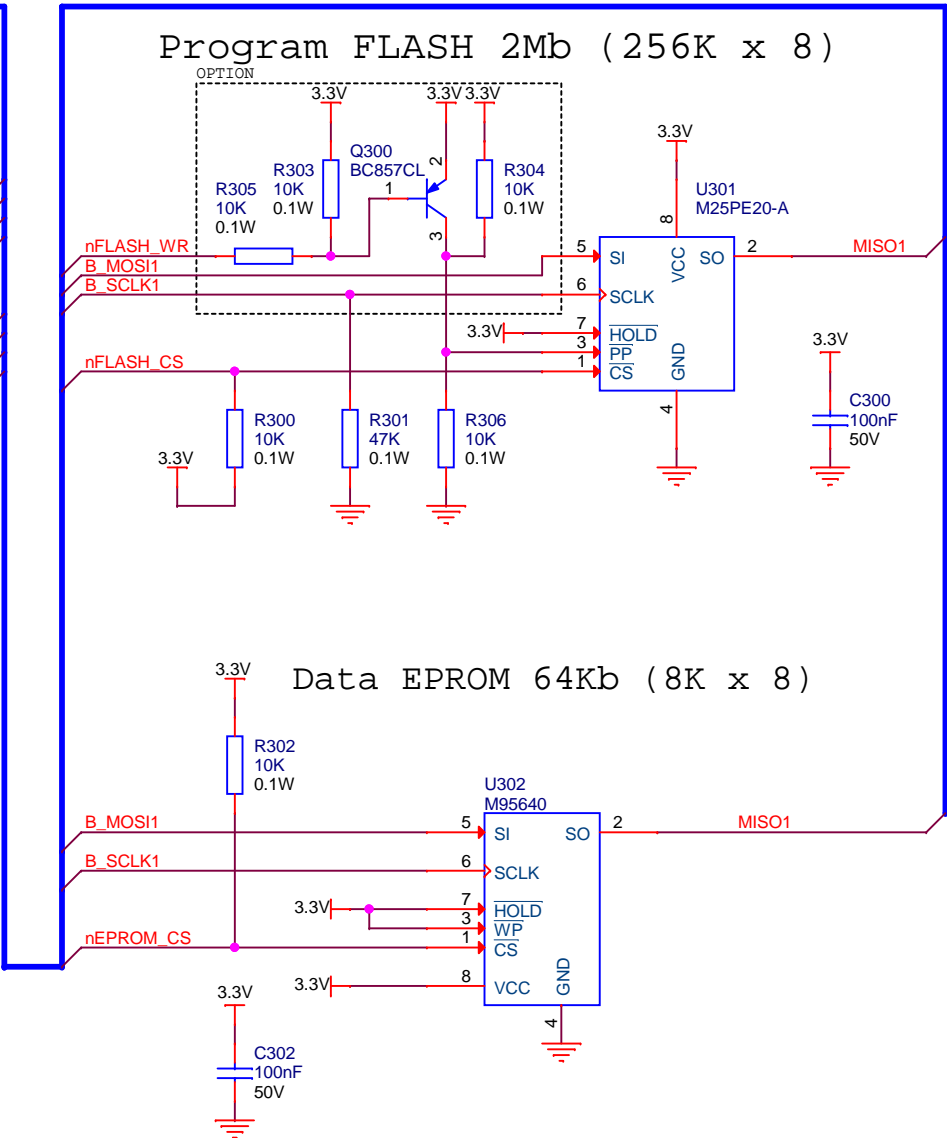 Program FLASH 2Mb (256K x 8)
OPTION
3.3V
3.3V
3.3V
3.3V
R305
10K
0.1W
R303
10K
0.1W
Q300
BC857CL
1
2
3
R304
10K
0.1W
U301
M25PE20-A
nFLASH_WR
B_MOSI1
B_SCLK1
nFLASH_CS
5
6
7
3
1
8
4
2
SI
SCLK
HOLD
PP
CS
VCC
GND
SO
MISO1
3.3V
3.3V
C300
100nF
50V
R300
10K
0.1W
3.3V
R301
47K
0.1W
R306
10K
0.1W
Data EPROM 64Kb (8K x 8)
3.3V
R302
10K
0.1W
U302
M95640
B_MOSI1
B_SCLK1
nEPROM_CS
5
6
7
3
1
8
4
2
SI
SCLK
HOLD
WP
CS
VCC
GND
SO
MISO1
3.3V
3.3V
3.3V
C302
100nF
50V